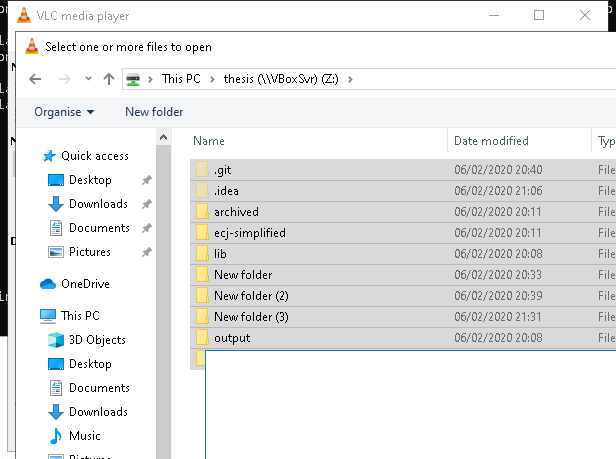 VLC media player
Select one or more files to open
This PC
thesis (\\VBoxSvr) (Z:)
Organise
New folder
Name
Date modified
Typ
Quick access
Desktop
Downloads
Documents
Pictures
OneDrive
This PC
3D Objects
Desktop
Documents
Downloads
Music
.git 06/02/2020 20:40 File
.idea 06/02/2020 21:06 File
archived 06/02/2020 20:11 File
ecj-simplified 06/02/2020 20:11 File
lib 06/02/2020 20:08 File
New folder 06/02/2020 20:33 File
New folder (2) 06/02/2020 20:39 File
New folder (3) 06/02/2020 21:31 File
output 06/02/2020 20:08 File